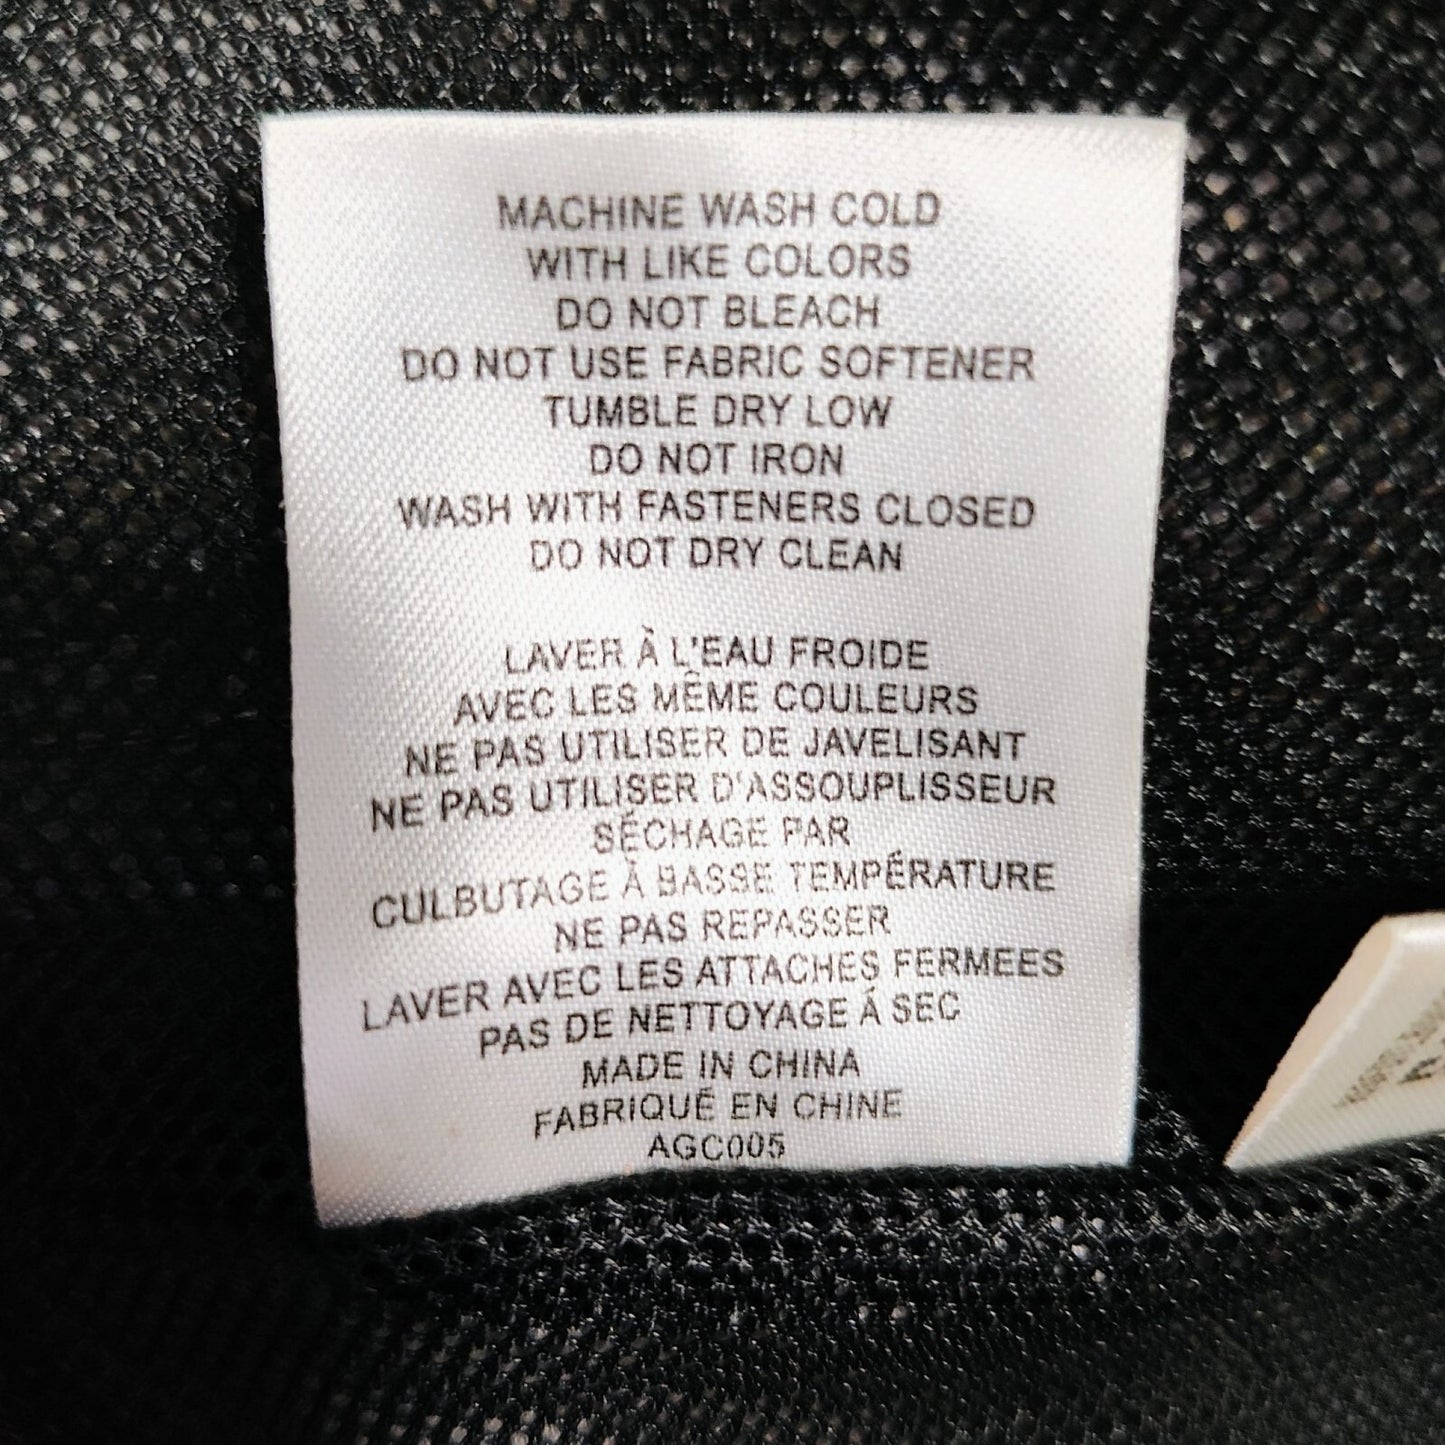 MACHINE WASH COLD
WITH LIKE COLORS
DO NOT BLEACH
DO NOT USE FABRIC SOFTENER
TUMBLE DRY LOW
DO NOT IRON
WASH WITH FASTENERS CLOSED
DO NOT DRY CLEAN
LAVER À L'EAU FROIDE
AVEC LES MÊME COULEURS
NE PAS UTILISER DE JAVELISANT
NE PAS UTILISER D'ASSOUPLISSEUR
SÉCHAGE PAR
CULBUTAGE À BASSE TEMPÉRATURE
NE PAS REPASSER
LAVER AVEC LES ATTACHES FERMEES
PAS DE NETTOYAGE Á SEC
MADE IN CHINA
FABRIQUÉ EN CHINE
AGC005